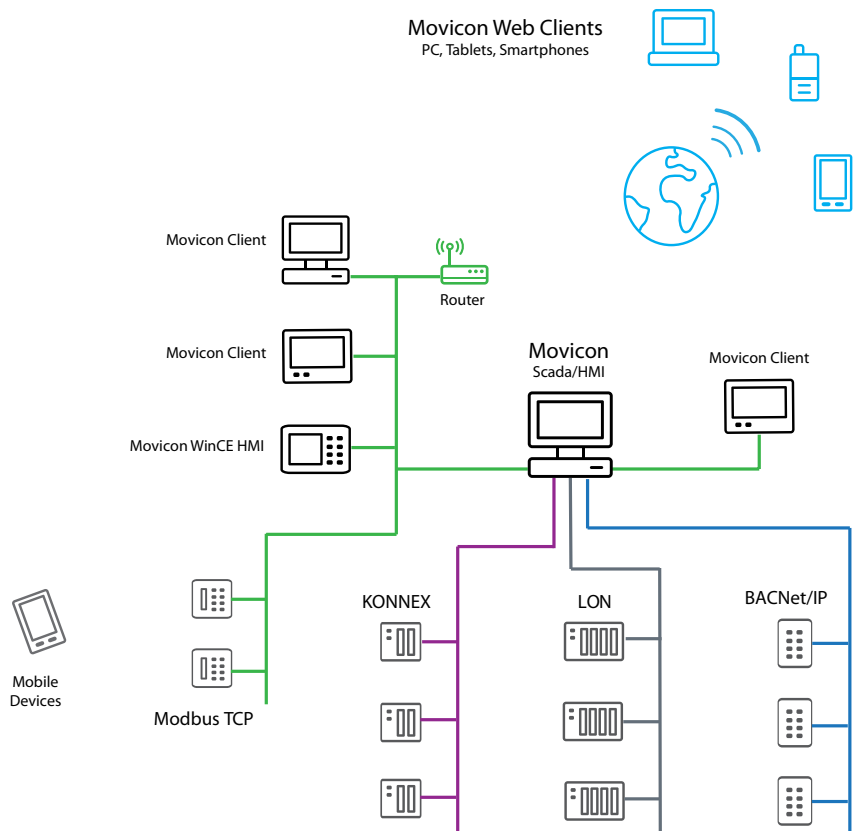 Movicon Web Clients
PC, Tablets, Smartphones
Movicon Client
Router
Movicon Client
Movicon
Scada/HMI
Movicon Client
Movicon WinCE HMI
KONNEX
LON
BACNet/IP
Mobile
Devices
Modbus TCP